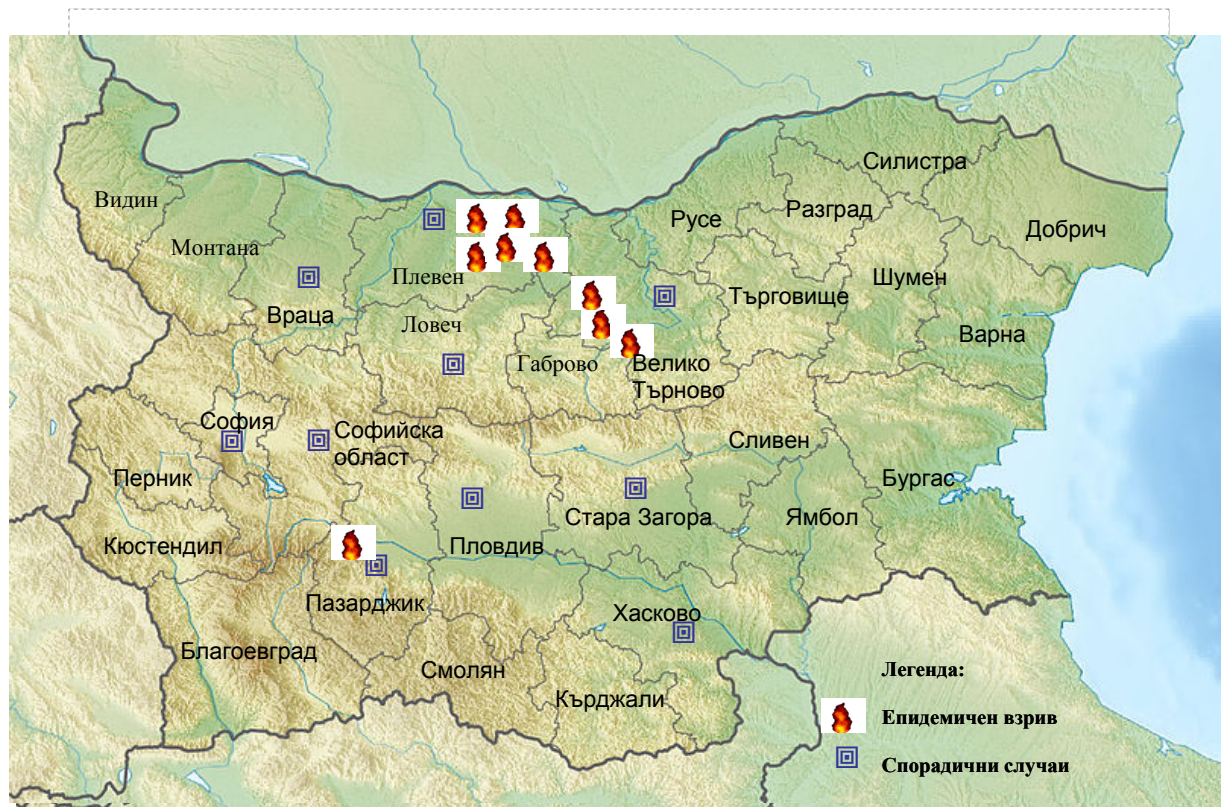 Силистра
Видин
Разград
Русе
Добрич
Монтана
Плевен
Шумен
Търговище
Враца
Ловеч
Варна
Габрово
Велико
Търново
София
Софийска
област
Сливен
Перник
Бургас
Стара Загора
Ямбол
Кюстендил
Пловдив
Пазарджик
Хасково
Благоевград
Смолян
Кърджали
Легенда:
Епидемичен взрив
Спорадични случаи